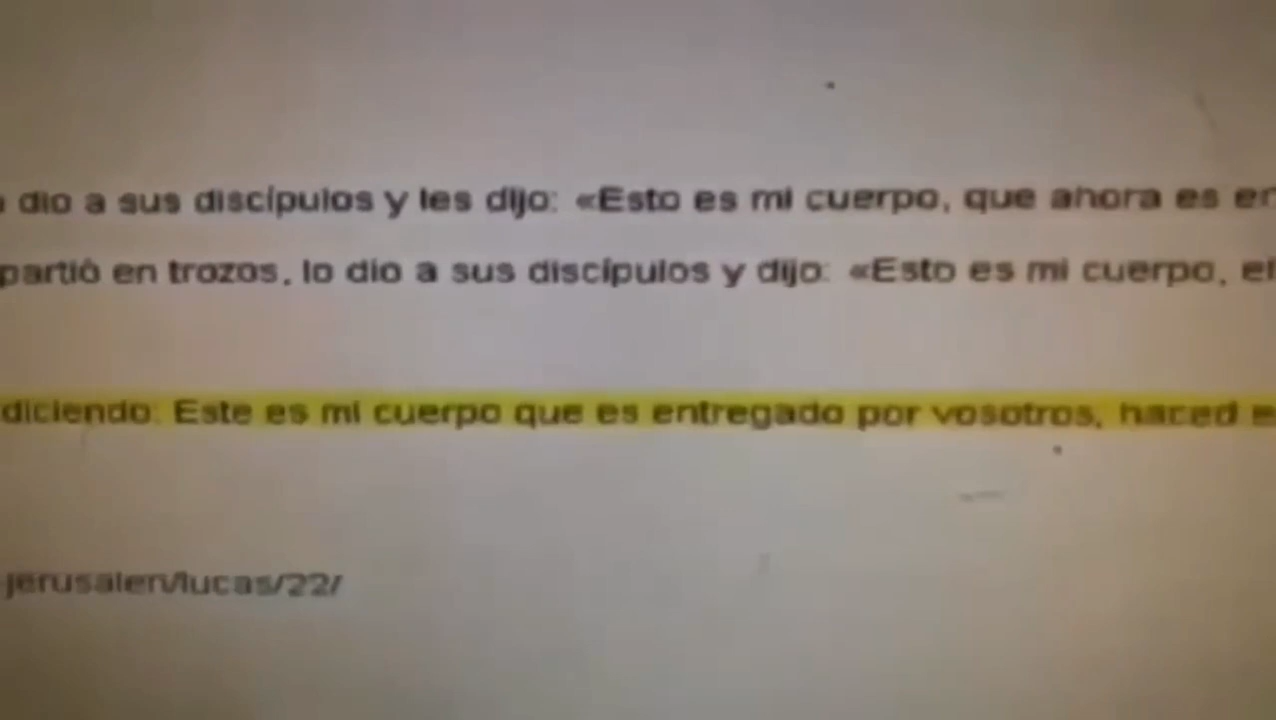 dio a sus discípulos y les dijo: «Esto es mi cuerpo, que ahora es
partió en trozos, lo dio a sus discípulos y dijo: «Esto es mi cuerpo, el
diciendo: Este es mi cuerpo que es entregado por vosotros, haced
jerusalen/lucas/22/